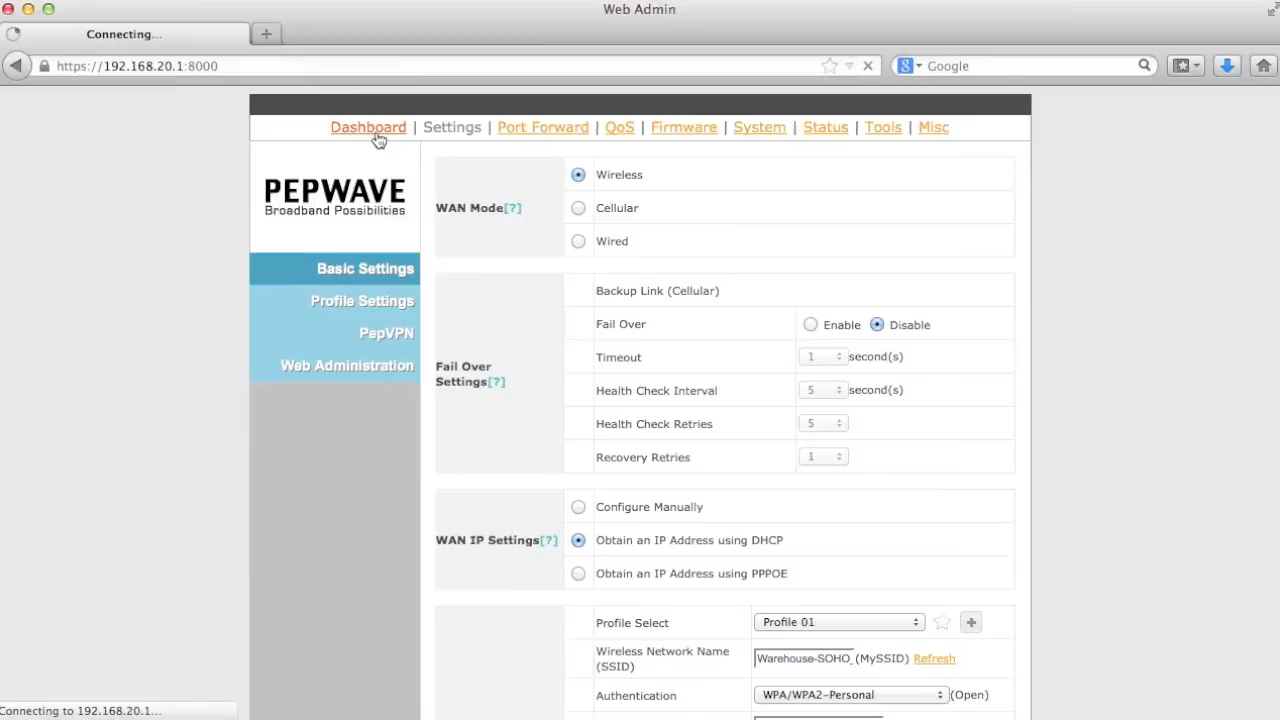 Web Admin
Connecting...
https://192.168.20.1:8000
Google
Dashboard | Settings | Port Forward | QoS | Firmware | System | Status | Tools | Misc
PEPWAVE
Broadband Possibilities
Basic Settings
Profile Settings
PepVPN
Web Administration
WAN Mode[?]
Wireless
Cellular
Wired
Fail Over
Settings[?]
Backup Link (Cellular)
Fail Over Enable Disable
Timeout 1 second(s)
Health Check Interval 5 second(s)
Health Check Retries 5
Recovery Retries 1
WAN IP Settings[?]
Configure Manually
Obtain an IP Address using DHCP
Obtain an IP Address using PPPOE
Profile Select Profile 01
Wireless Network Name
(SSID)
Warehouse-SOHO_ (MySSID) Refresh
Authentication WPA/WPA2-Personal (Open)
Connecting to 192.168.20.1...